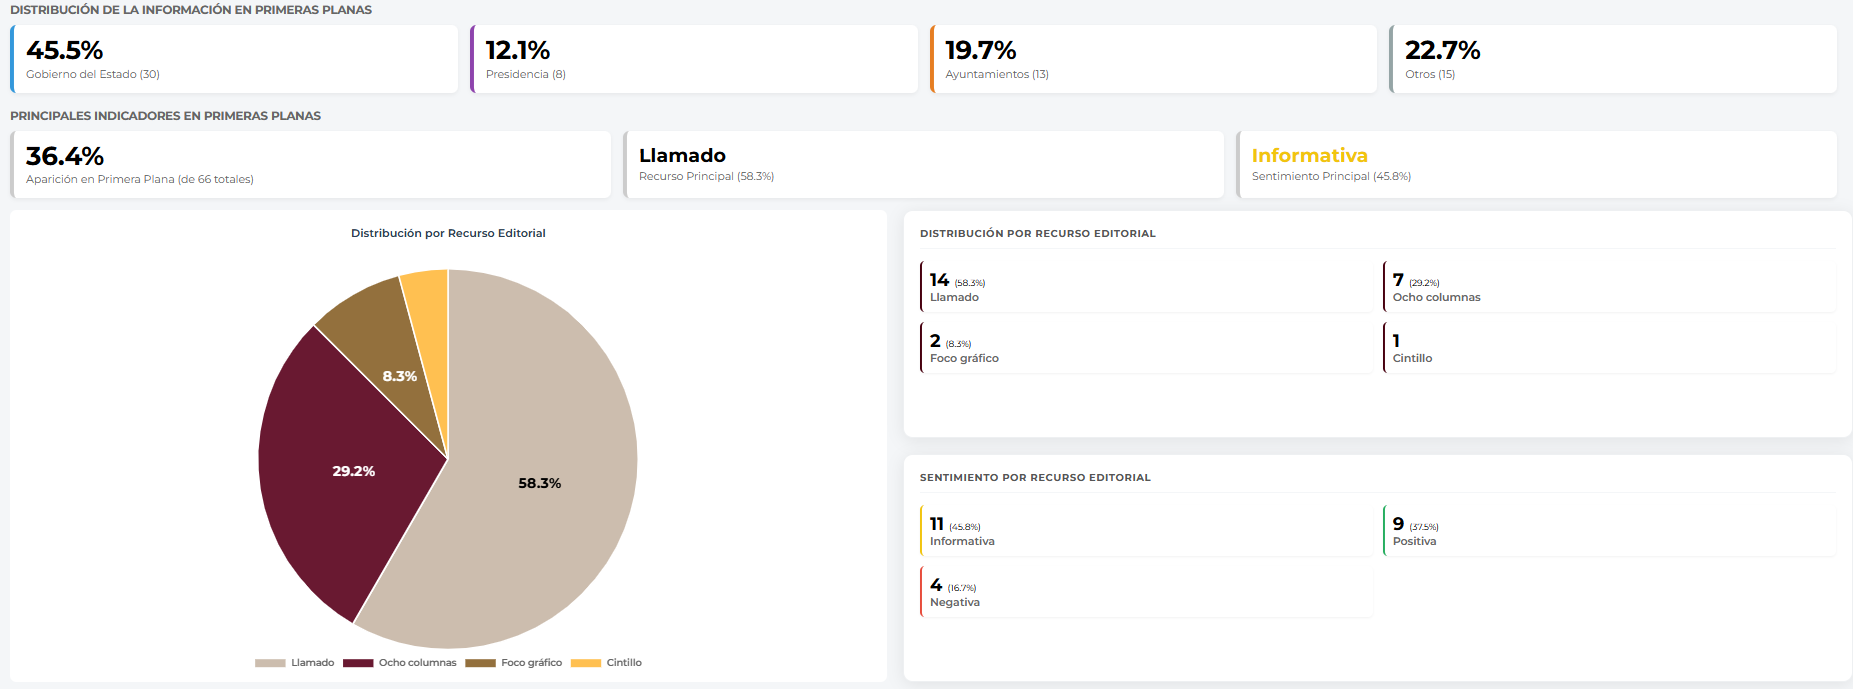 DISTRIBUCIÓN DE LA INFORMACIÓN EN PRIMERAS PLANAS
45.5%
Gobierno del Estado (30)
12.1%
Presidencia (8)
19.7%
Ayuntamientos (13)
22.7%
Otros (15)
PRINCIPALES INDICADORES EN PRIMERAS PLANAS
36.4%
Aparición en Primera Plana (de 66 totales)
Llamado
Recurso Principal (58.3%)
Informativa
Sentimiento Principal (45.8%)
Distribución por Recurso Editorial
8.3%
29.2%
58.3%
Llamado
Ocho columnas
Foco gráfico
Cintillo
DISTRIBUCIÓN POR RECURSO EDITORIAL
14 (58.3%)
Llamado
7 (29.2%)
Ocho columnas
2 (8.3%)
Foco gráfico
1
Cintillo
SENTIMIENTO POR RECURSO EDITORIAL
11 (45.8%)
Informativa
9 (37.5%)
Positiva
4 (16.7%)
Negativa